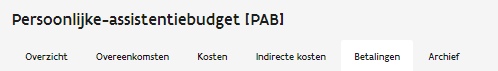 Persoonlijke-assistentiebudget [PAB]
Overzicht Overeenkomsten Kosten Indirecte kosten Betalingen Archief